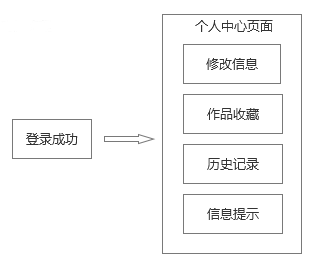 个人中心页面
修改信息
作品收藏
登录成功
历史记录
信息提示